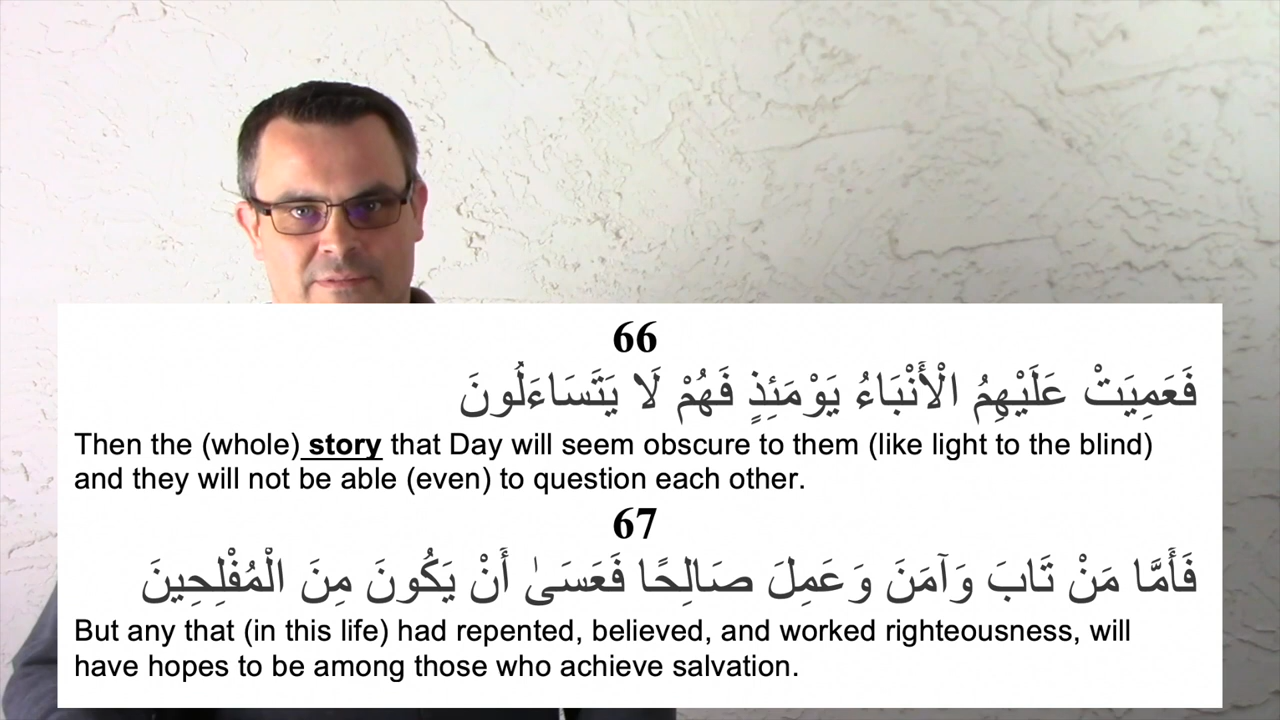 66
فَعَمِيَتْ عَلَيْهِمُ الْأَنْبَاءُ يَوْمَئِذٍ فَهُمْ لَا يَتَسَاءَلُونَ
Then the (whole) story that Day will seem obscure to them (like light to the blind)
and they will not be able (even) to question each other.
67
فَأَمَّا مَنْ تَابَ وَآمَنَ وَعَمِلَ صَالِحًا فَعَسَىٰ أَنْ يَكُونَ مِنَ الْمُفْلِحِينَ
But any that (in this life) had repented, believed, and worked righteousness, will
have hopes to be among those who achieve salvation.